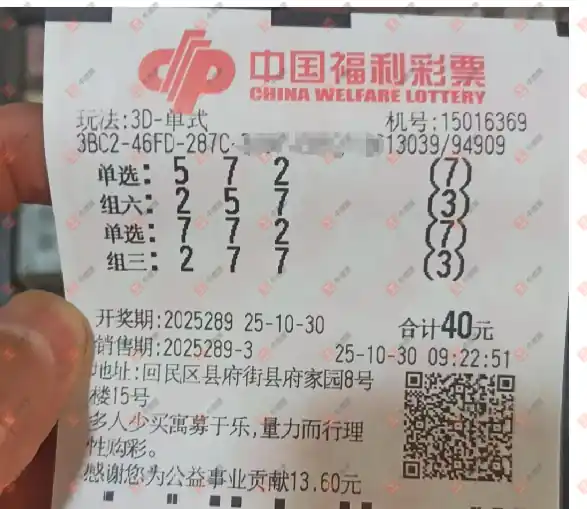 中国福利彩票
CHINA WELFARE LOTTERY
玩法:3D-单式 机号:15016369
3BC2-46FD-287C- 13039/94909
单选: 5 7 2 (7)
组六: 2 5 7 (3)
单选: 7 7 2 (7)
组三: 2 7 7 (3)
开奖期:2025289 25-10-30 合计40元
销售期:2025289-3 25-10-30 09:22:51
地址:回民区县府街县府家园8号
楼15号
多人少买寓募于乐,量力而行理
性购彩。
感谢您为公益事业贡献13.60元